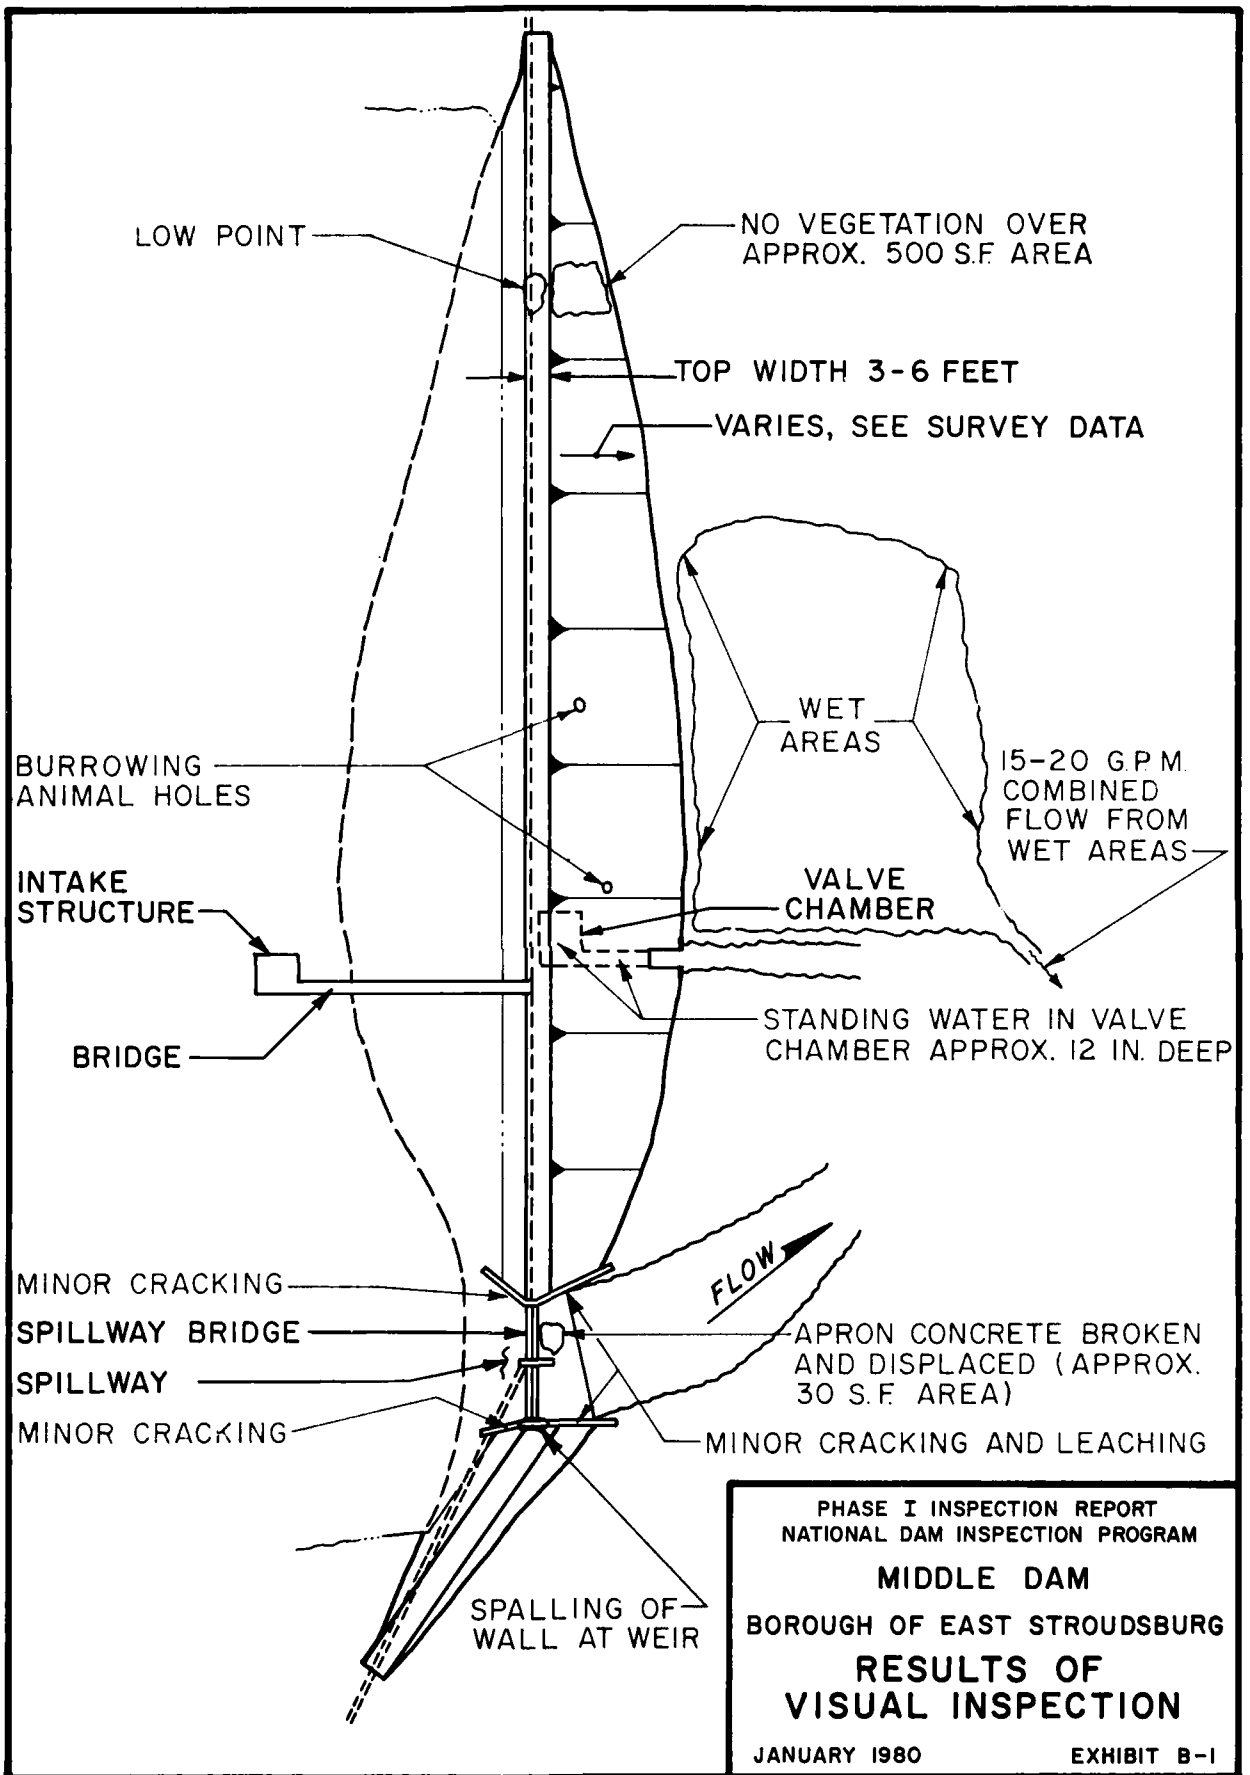 LOW POINT
NO VEGETATION OVER
APPROX. 500 S.F. AREA
TOP WIDTH 3-6 FEET
VARIES, SEE SURVEY DATA
WET
AREAS
BURROWING
ANIMAL HOLES
15-20 G.P.M.
COMBINED
FLOW FROM
WET AREAS
INTAKE
STRUCTURE
VALVE
CHAMBER
BRIDGE
STANDING WATER IN VALVE
CHAMBER APPROX. 12 IN. DEEP
FLOW
MINOR CRACKING
SPILLWAY BRIDGE
SPILLWAY
MINOR CRACKING
APRON CONCRETE BROKEN
AND DISPLACED (APPROX.
30 S.F. AREA)
MINOR CRACKING AND LEACHING
SPALLING OF
WALL AT WEIR
PHASE I INSPECTION REPORT
NATIONAL DAM INSPECTION PROGRAM
MIDDLE DAM
BOROUGH OF EAST STROUDSBURG
RESULTS OF
VISUAL INSPECTION
JANUARY 1980
EXHIBIT B-1